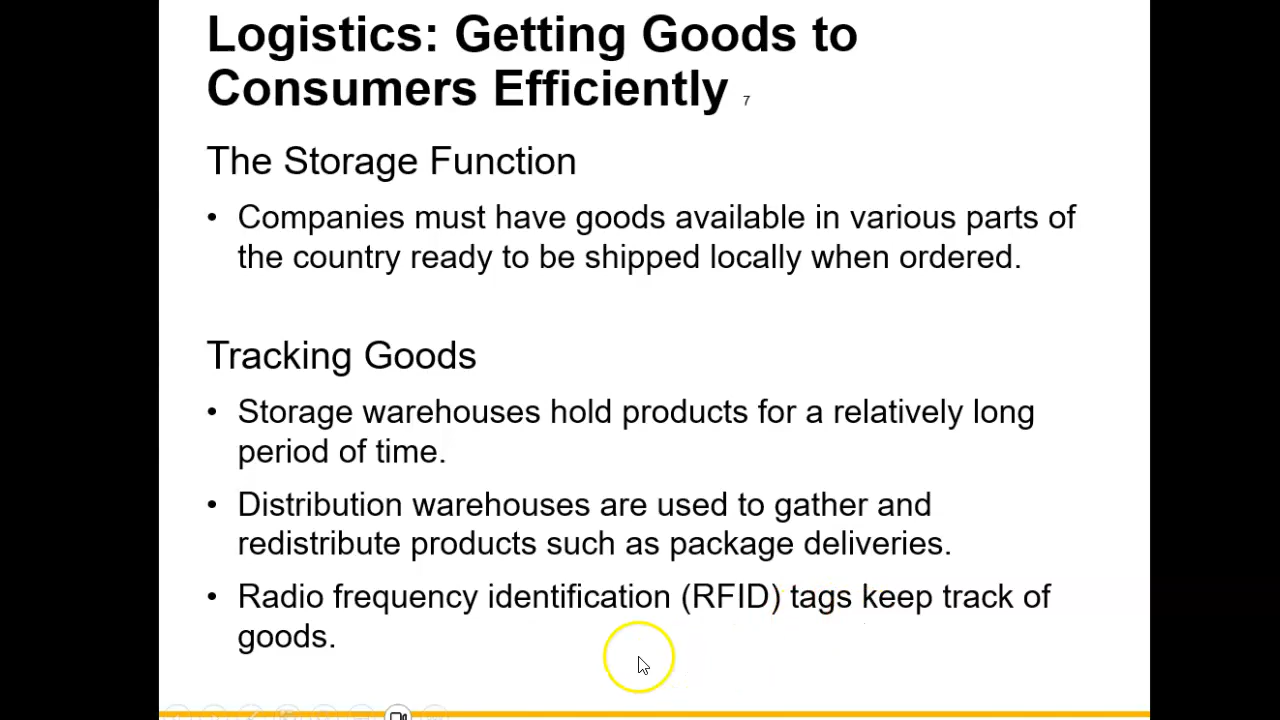 Logistics: Getting Goods to
Consumers Efficiently 7
The Storage Function
• Companies must have goods available in various parts of
the country ready to be shipped locally when ordered.
Tracking Goods
• Storage warehouses hold products for a relatively long
period of time.
• Distribution warehouses are used to gather and
redistribute products such as package deliveries.
• Radio frequency identification (RFID) tags keep track of
goods.